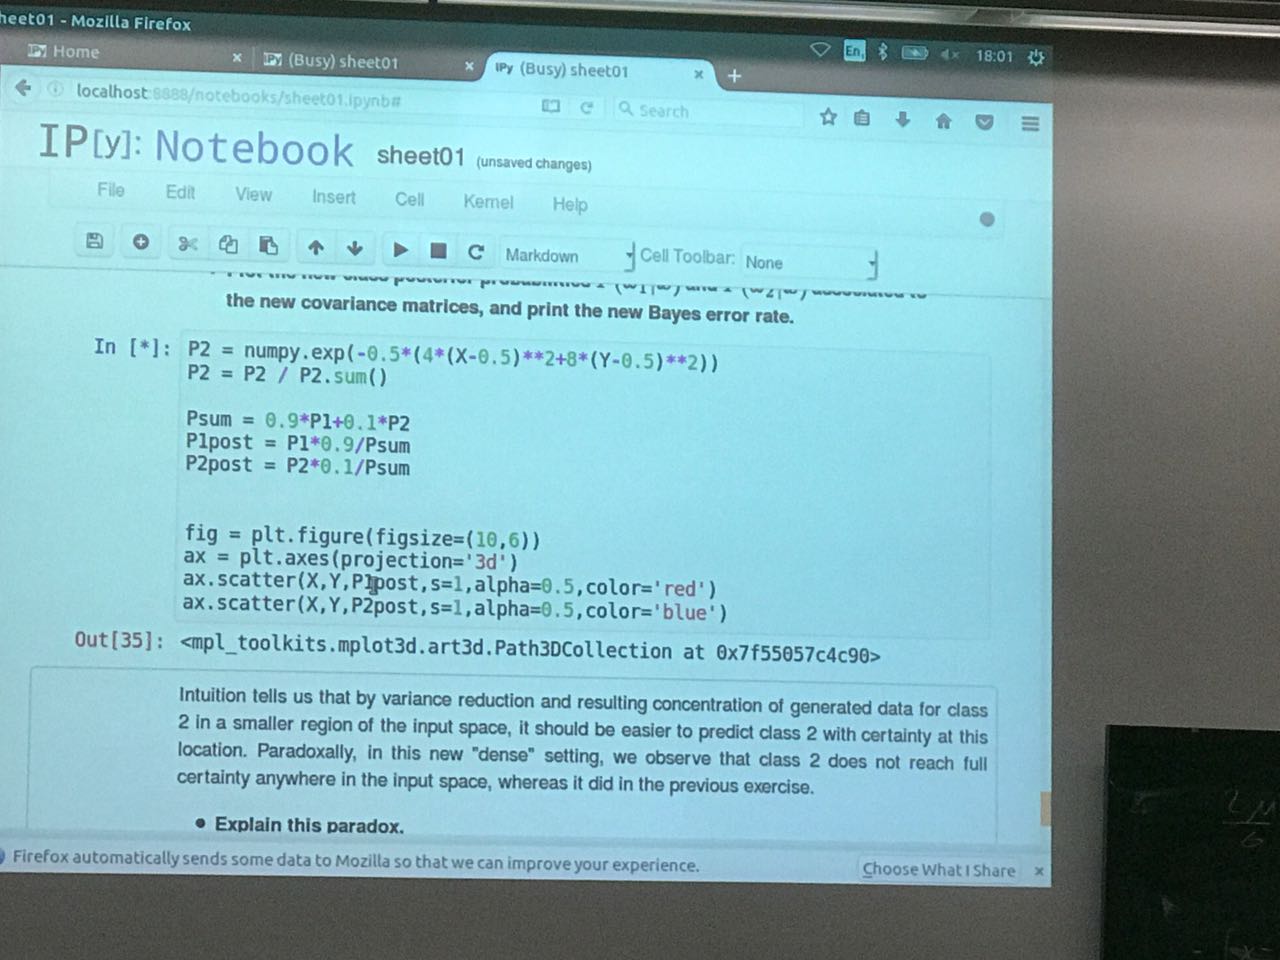 heet01 - Mozilla Firefox
En 18:01
IPy Home × IPy (Busy) sheet01 × IPy (Busy) sheet01 × +
localhost:8888/notebooks/sheet01.ipynb# Search
IP[y]: Notebook sheet01 (unsaved changes)
File Edit View Insert Cell Kernel Help
Markdown Cell Toolbar: None
the new covariance matrices, and print the new Bayes error rate.
In [*]: P2 = numpy.exp(-0.5*(4*(X-0.5)**2+8*(Y-0.5)**2))
P2 = P2 / P2.sum()
Psum = 0.9*P1+0.1*P2
P1post = P1*0.9/Psum
P2post = P2*0.1/Psum
fig = plt.figure(figsize=(10,6))
ax = plt.axes(projection='3d')
ax.scatter(X,Y,P1post,s=1,alpha=0.5,color='red')
ax.scatter(X,Y,P2post,s=1,alpha=0.5,color='blue')
Out[35]: <mpl_toolkits.mplot3d.art3d.Path3DCollection at 0x7f55057c4c90>
Intuition tells us that by variance reduction and resulting concentration of generated data for class
2 in a smaller region of the input space, it should be easier to predict class 2 with certainty at this
location. Paradoxally, in this new "dense" setting, we observe that class 2 does not reach full
certainty anywhere in the input space, whereas it did in the previous exercise.
• Explain this paradox.
Firefox automatically sends some data to Mozilla so that we can improve your experience. Choose What I Share ×